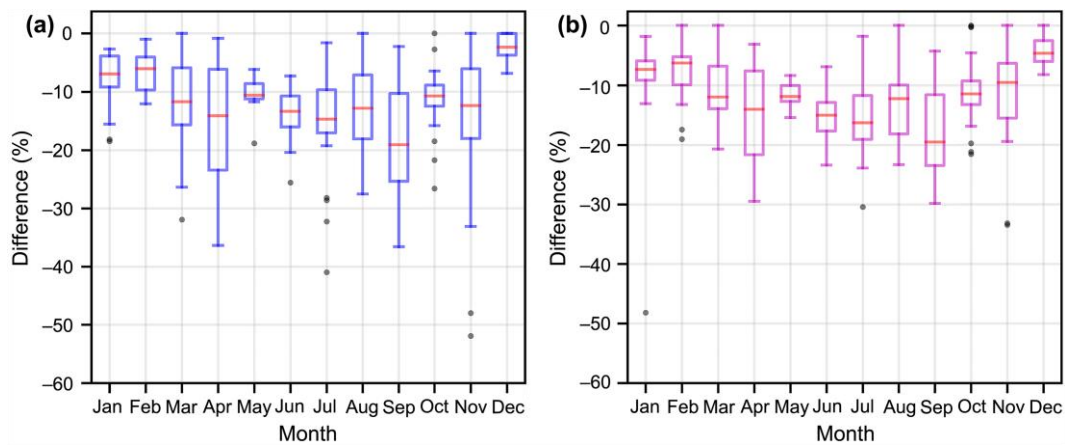 (a)
Difference (%)
0
–10
–20
–30
–40
–50
–60
Jan Feb Mar Apr May Jun Jul Aug Sep Oct Nov Dec
Month
(b)
Difference (%)
0
–10
–20
–30
–40
–50
–60
Jan Feb Mar Apr May Jun Jul Aug Sep Oct Nov Dec
Month